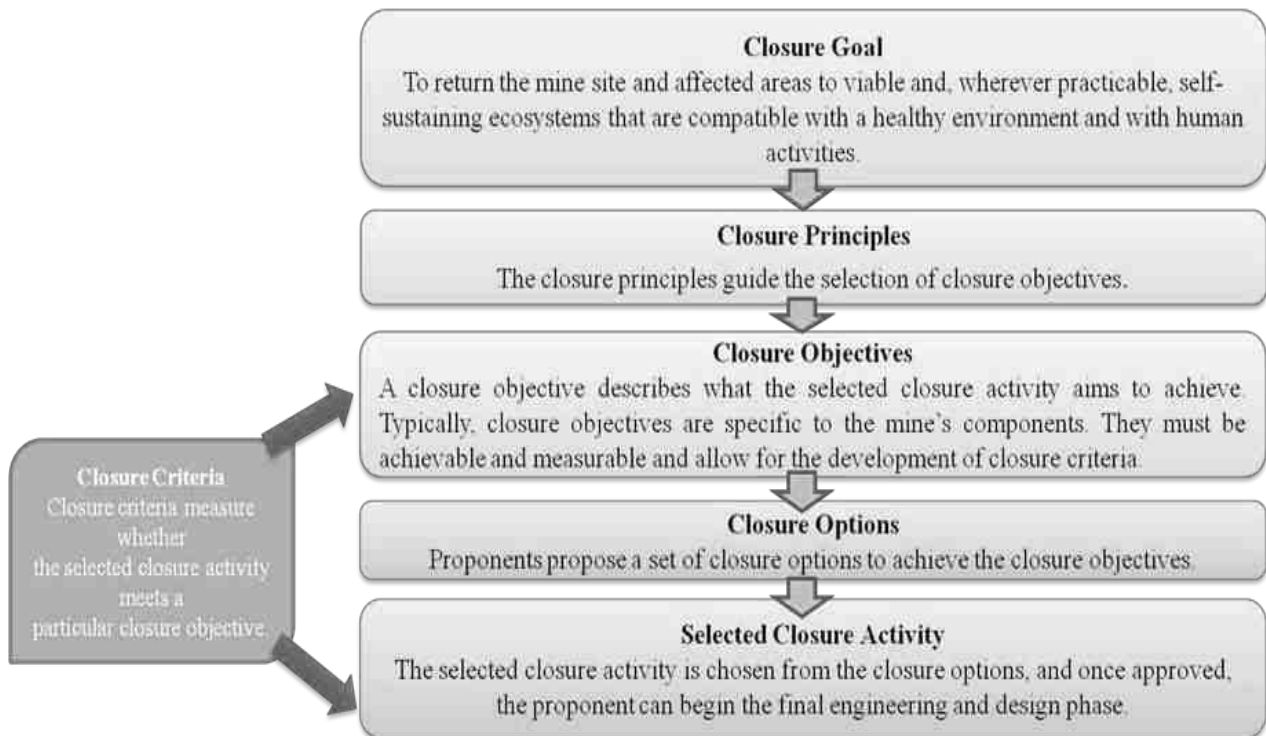 Closure Goal
To return the mine site and affected areas to viable and, wherever practicable, self-
sustaining ecosystems that are compatible with a healthy environment and with human
activities.
Closure Principles
The closure principles guide the selection of closure objectives.
Closure Objectives
A closure objective describes what the selected closure activity aims to achieve.
Typically, closure objectives are specific to the mine's components. They must be
achievable and measurable and allow for the development of closure criteria.
Closure Criteria
Closure criteria measure
whether
the selected closure activity
meets a
particular closure objective.
Closure Options
Proponents propose a set of closure options to achieve the closure objectives.
Selected Closure Activity
The selected closure activity is chosen from the closure options, and once approved,
the proponent can begin the final engineering and design phase.